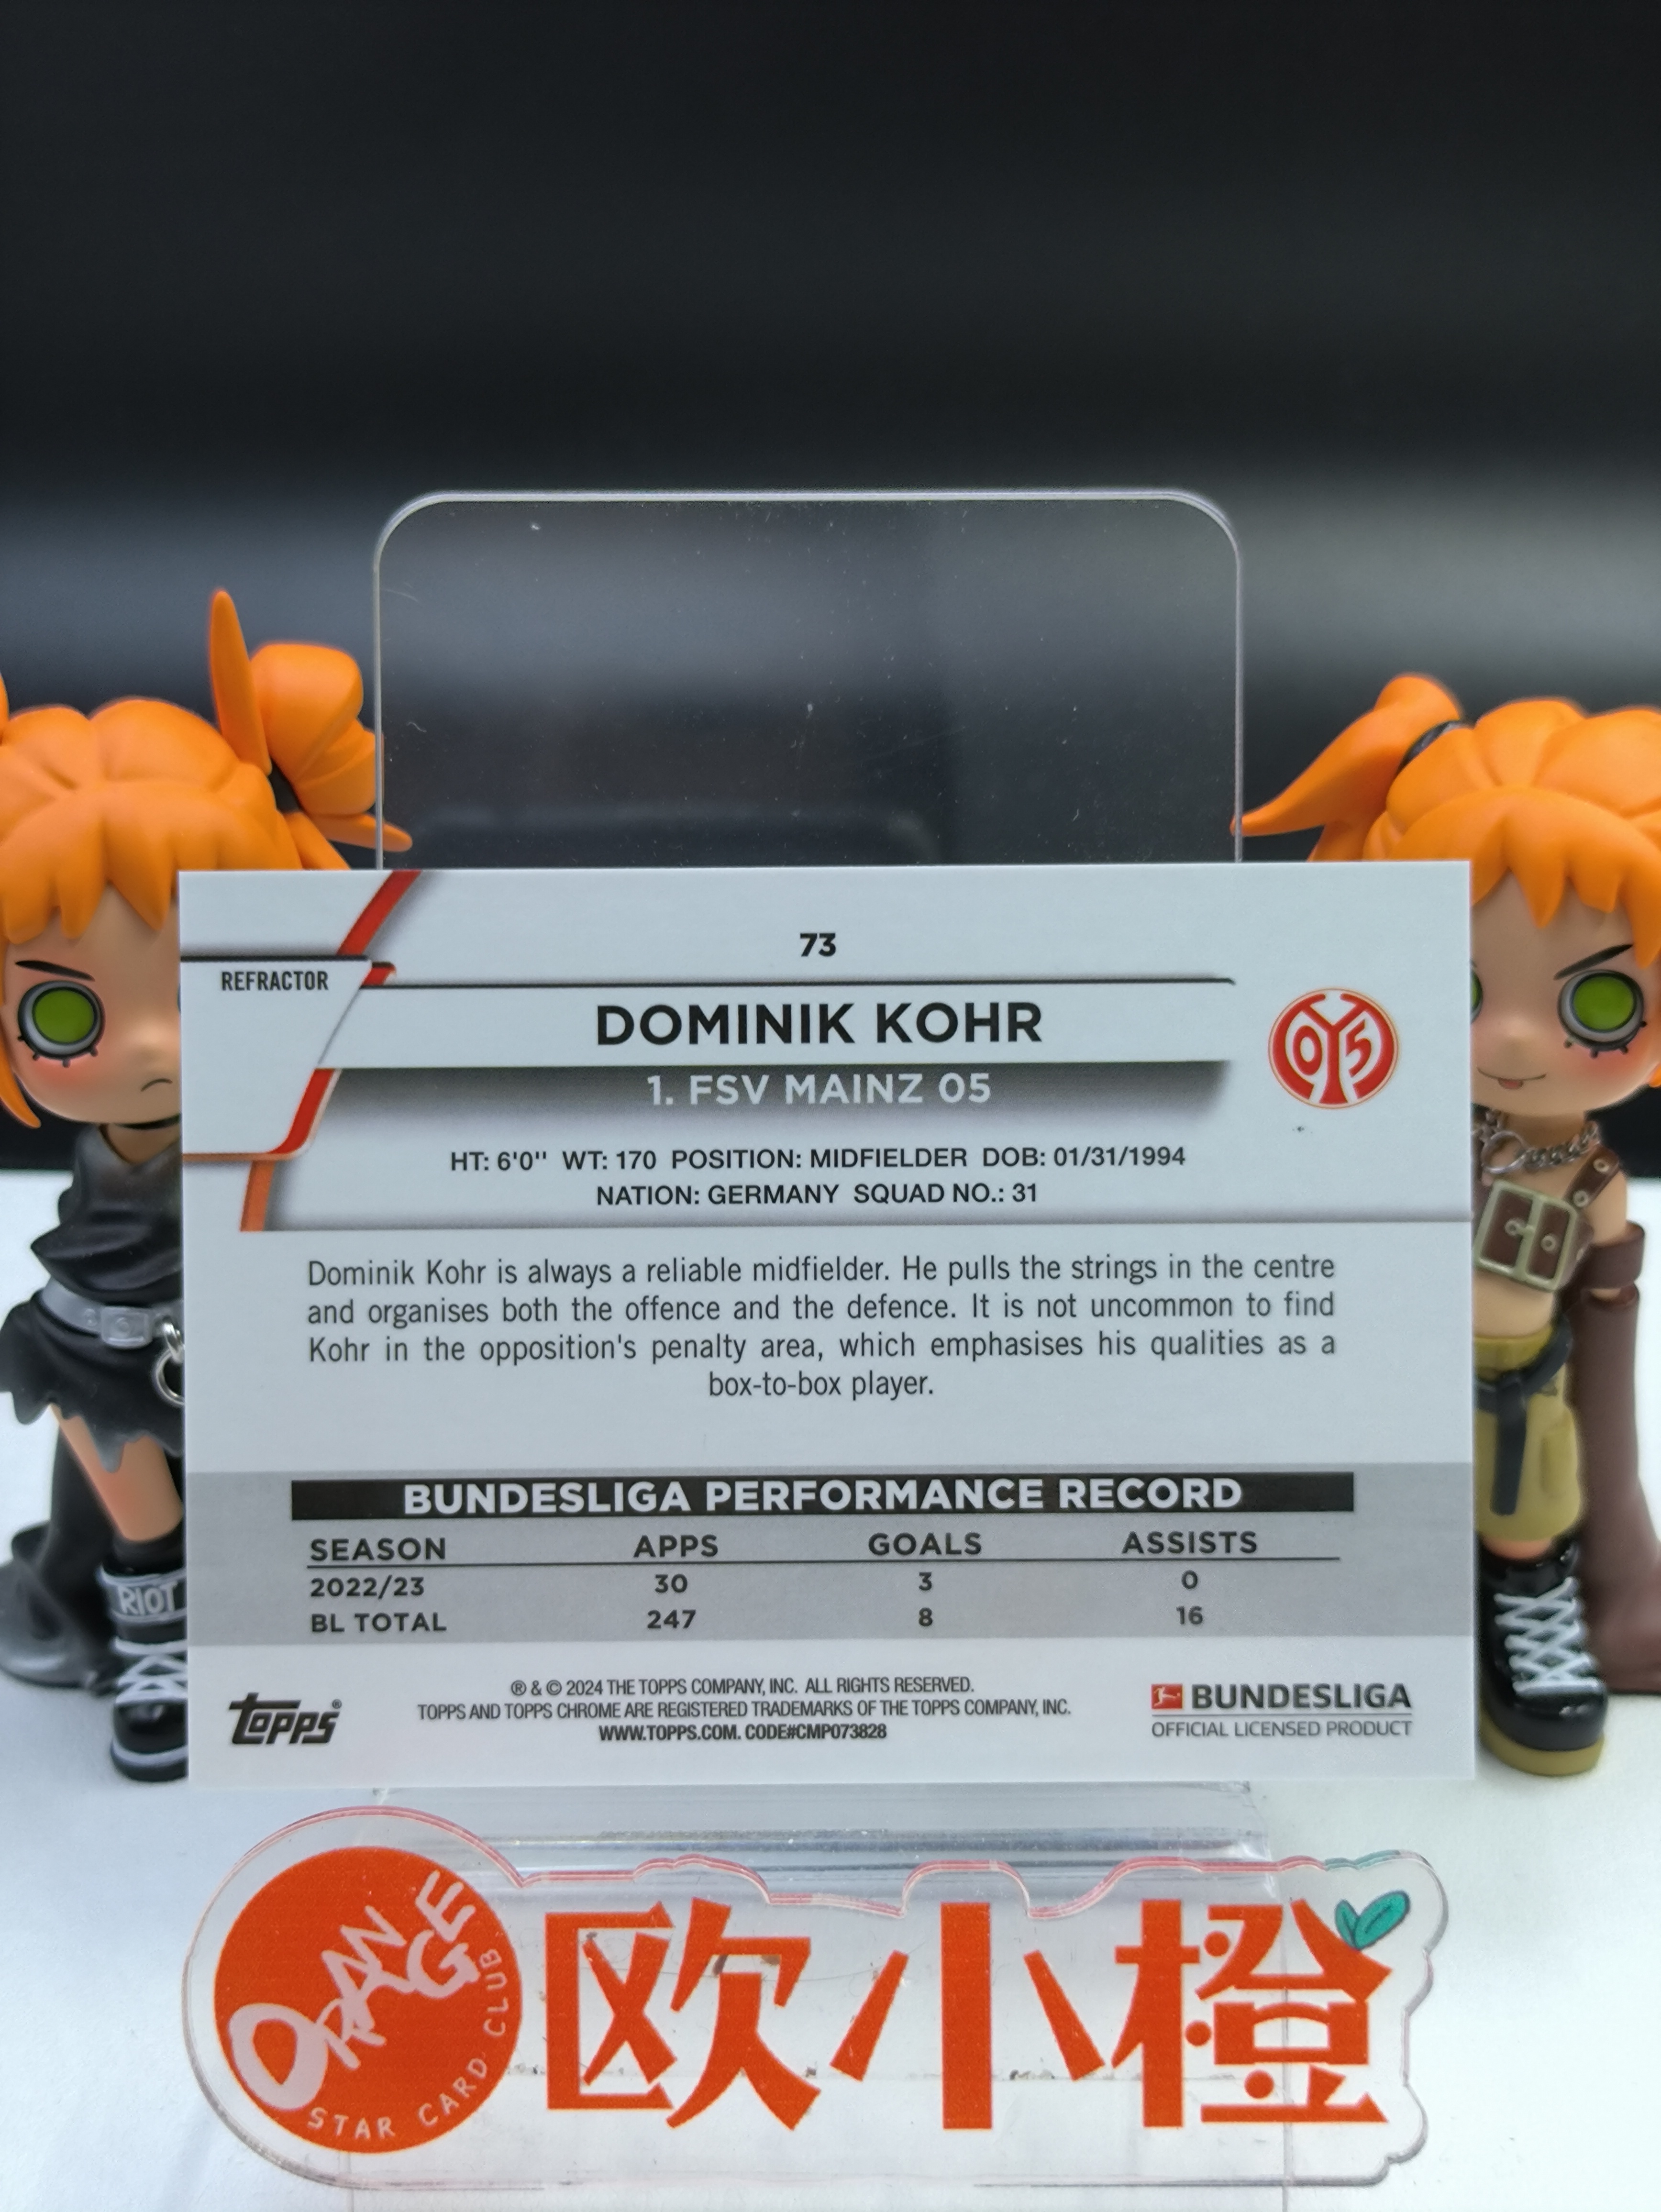 73
REFRACTOR
DOMINIK KOHR
1. FSV MAINZ 05
05
HT: 6'0'' WT: 170 POSITION: MIDFIELDER DOB: 01/31/1994
NATION: GERMANY SQUAD NO.: 31
Dominik Kohr is always a reliable midfielder. He pulls the strings in the centre
and organises both the offence and the defence. It is not uncommon to find
Kohr in the opposition's penalty area, which emphasises his qualities as a
box-to-box player.
BUNDESLIGA PERFORMANCE RECORD
SEASON APPS GOALS ASSISTS
2022/23 30 3 0
BL TOTAL 247 8 16
RIOT
topps®
® & © 2024 THE TOPPS COMPANY, INC. ALL RIGHTS RESERVED.
TOPPS AND TOPPS CHROME ARE REGISTERED TRADEMARKS OF THE TOPPS COMPANY, INC.
WWW.TOPPS.COM. CODE#CMP073828
BUNDESLIGA
OFFICIAL LICENSED PRODUCT
ORANGE
STAR CARD CLUB
欧小橙